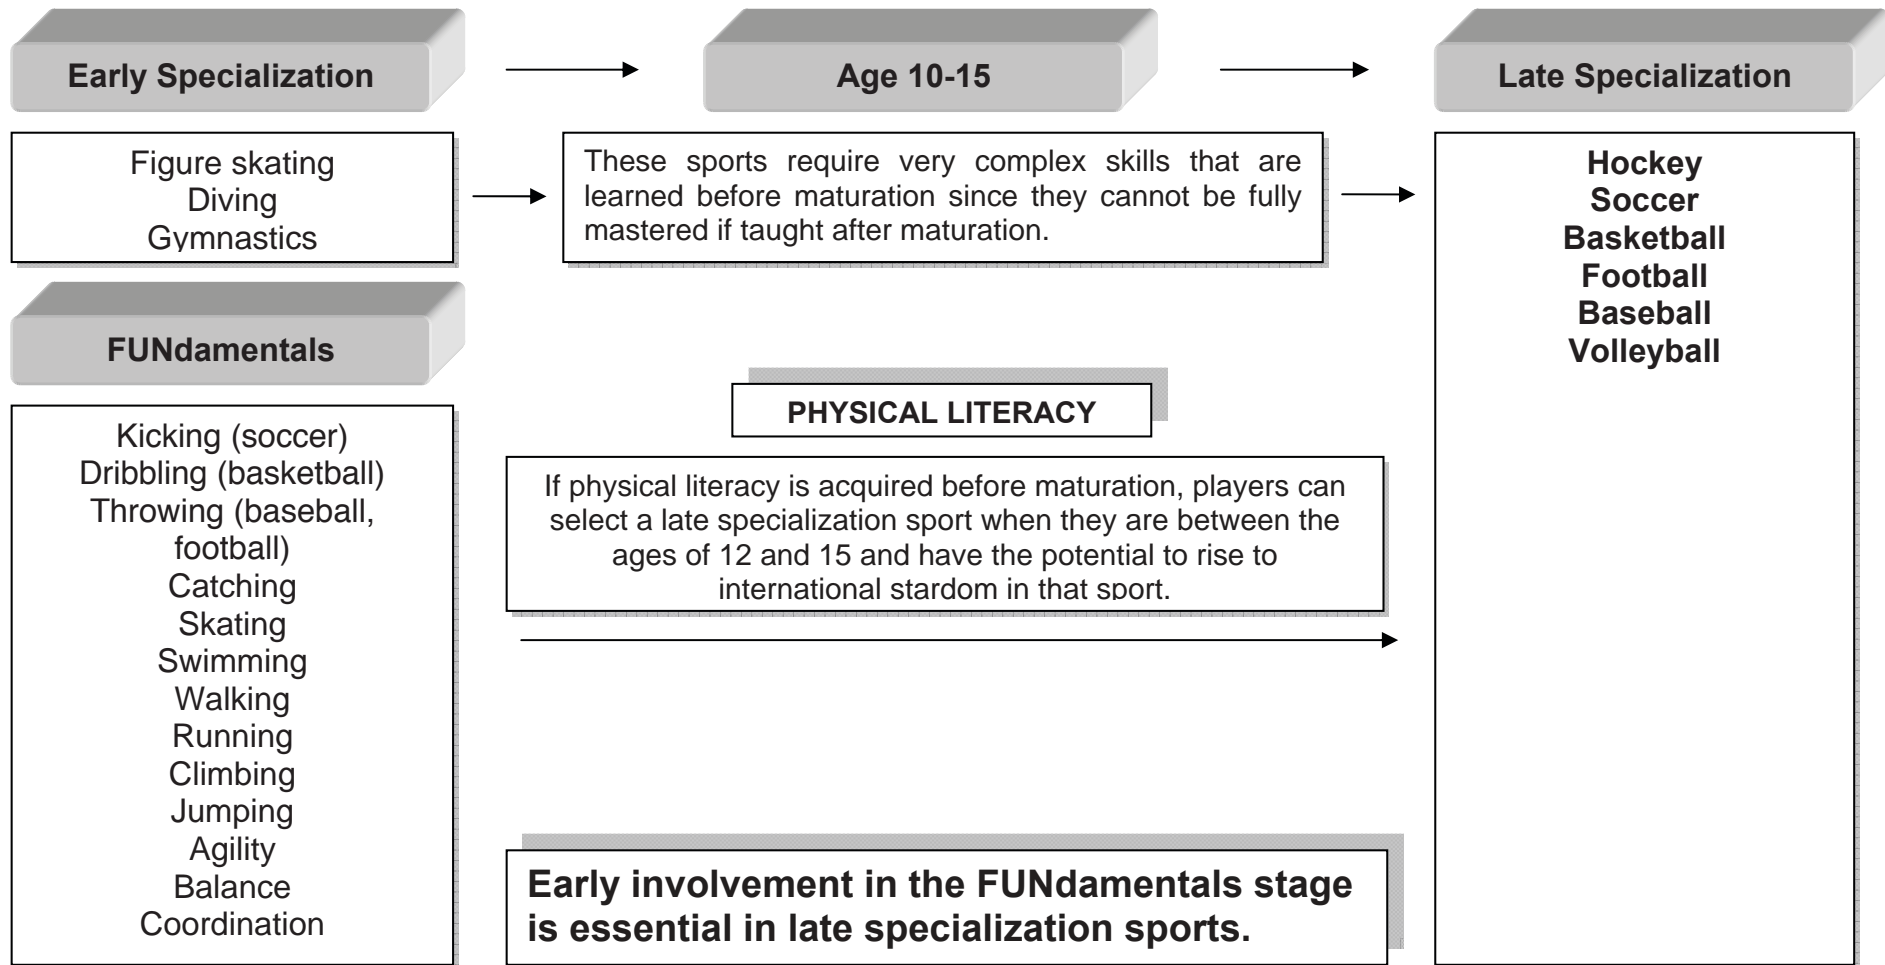 Early Specialization
Age 10-15
Late Specialization
Figure skating
Diving
Gymnastics
These sports require very complex skills that are
learned before maturation since they cannot be fully
mastered if taught after maturation.
Hockey
Soccer
Basketball
Football
Baseball
Volleyball
FUNdamentals
Kicking (soccer)
Dribbling (basketball)
Throwing (baseball,
football)
Catching
Skating
Swimming
Walking
Running
Climbing
Jumping
Agility
Balance
Coordination
PHYSICAL LITERACY
If physical literacy is acquired before maturation, players can
select a late specialization sport when they are between the
ages of 12 and 15 and have the potential to rise to
international stardom in that sport.
Early involvement in the FUNdamentals stage
is essential in late specialization sports.